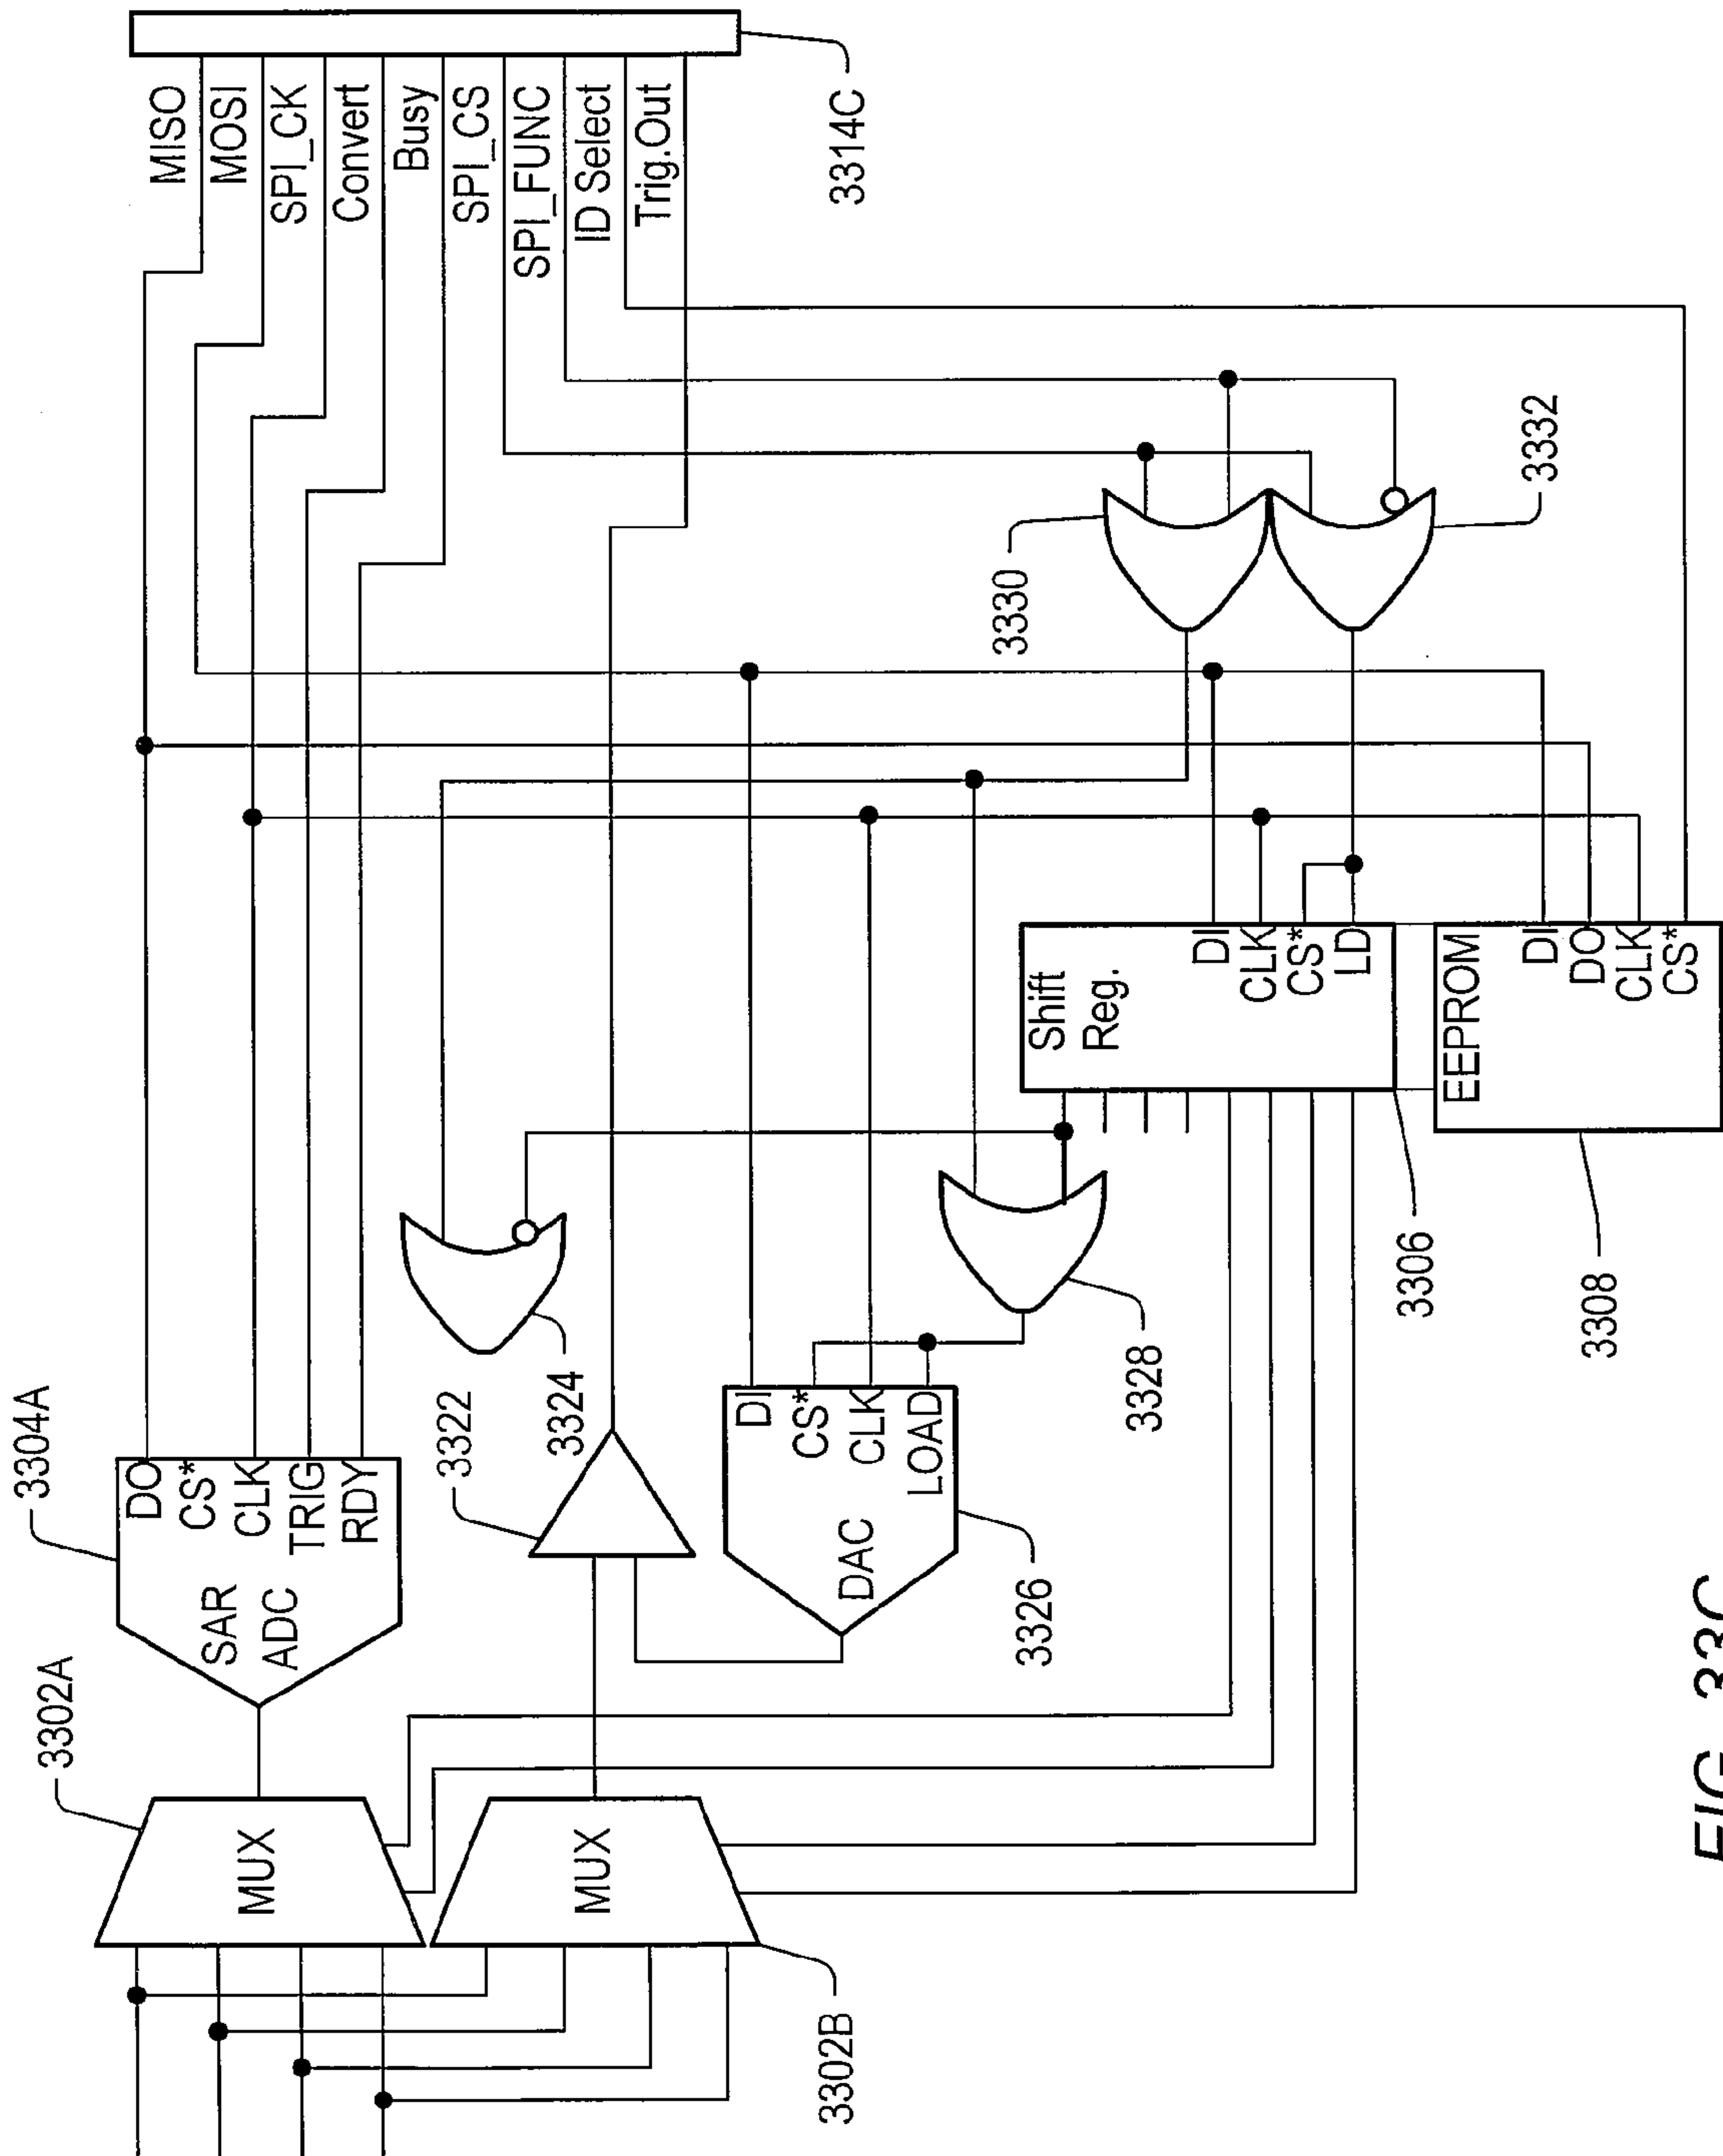 MISO
MOSI
SPI_CK
Convert
Busy
SPI_CS
SPI_FUNC
ID Select
Trig.Out
3314C
3304A
DO
CS*
CLK
TRIG
RDY
SAR
ADC
3302A
MUX
MUX
3302B
3322
3324
DI
CS*
CLK
LOAD
DAC
3326
3328
3330
3332
Shift
Reg.
DI
CLK
CS*
LD
3306
EEPROM
DI
DO
CLK
CS*
3308
FIG. 33C